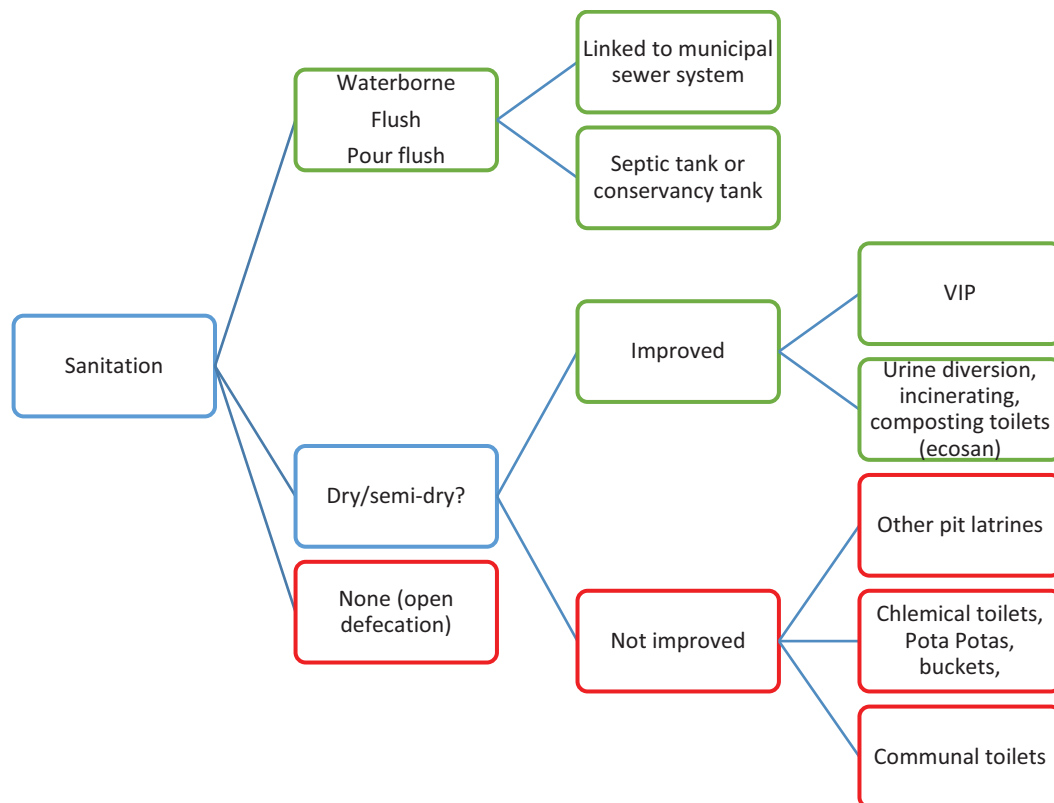 Sanitation
Waterborne
Flush
Pour flush
Linked to municipal
sewer system
Septic tank or
conservancy tank
Dry/semi-dry?
Improved
VIP
Urine diversion,
incinerating,
composting toilets
(ecosan)
Not improved
Other pit latrines
Chlemical toilets,
Pota Potas,
buckets,
Communal toilets
None (open
defecation)